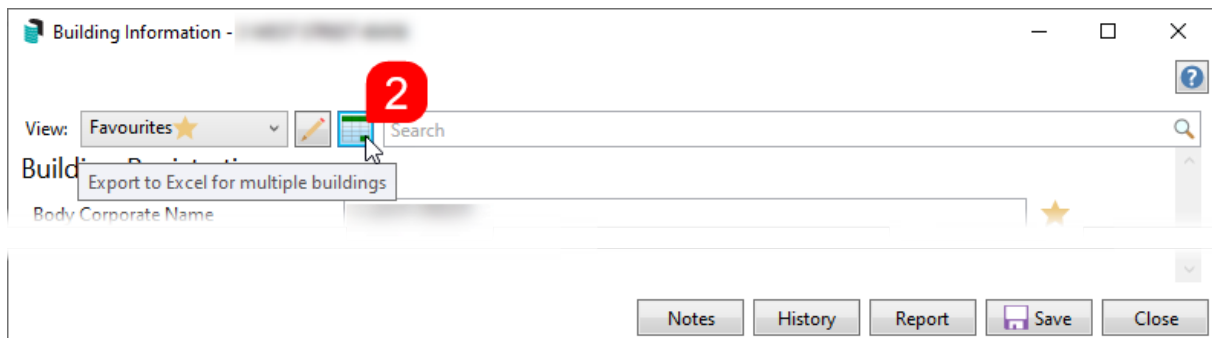 Building Information -
2
View: Favourites Search
Build
Export to Excel for multiple buildings
Body Corporate Name
Notes History Report Save Close